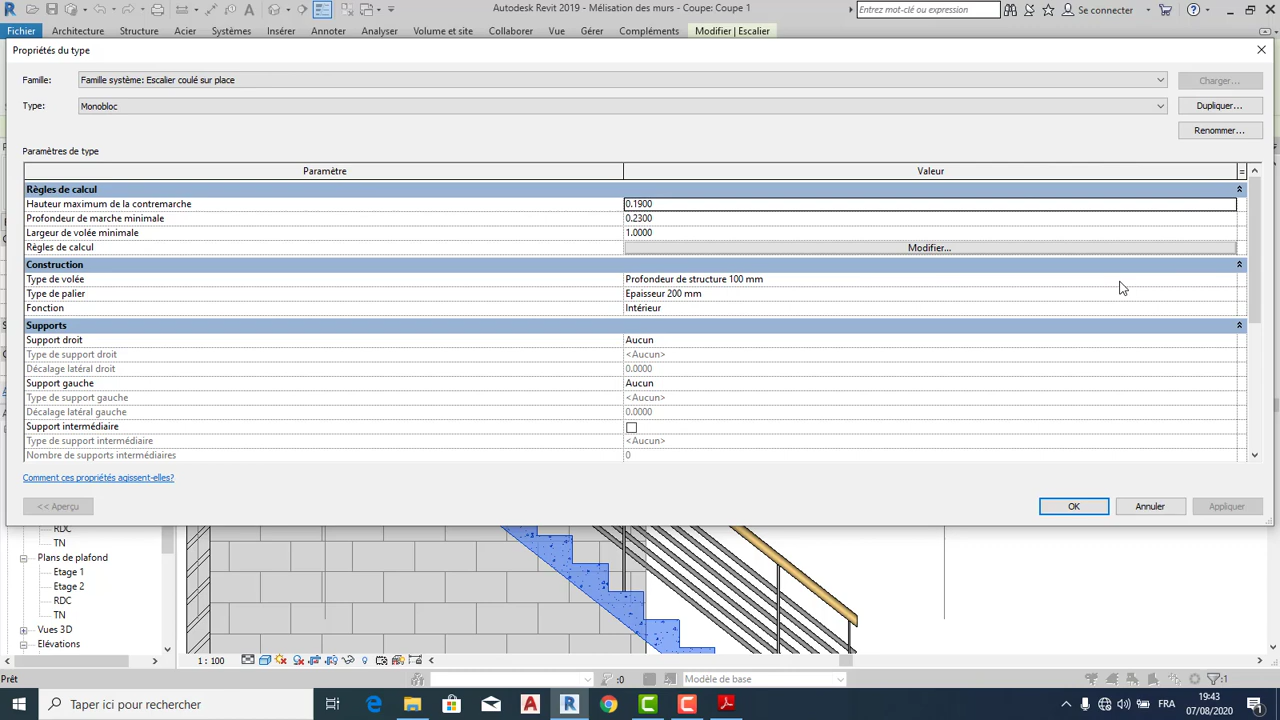 Autodesk Revit 2019 - Mélisation des murs - Coupe: Coupe 1
Entrez mot-clé ou expression
Se connecter
Fichier Architecture Structure Acier Systèmes Insérer Annoter Analyser Volume et site Collaborer Vue Gérer Compléments Modifier | Escalier
Propriétés du type
Famille: Famille système: Escalier coulé sur place Charger...
Type: Monobloc Dupliquer...
Renommer...
Paramètres de type
Paramètre Valeur =
Règles de calcul
Hauteur maximum de la contremarche 0.1900
Profondeur de marche minimale 0.2300
Largeur de volée minimale 1.0000
Règles de calcul Modifier...
Construction
Type de volée Profondeur de structure 100 mm
Type de palier Epaisseur 200 mm
Fonction Intérieur
Supports
Support droit Aucun
Type de support droit <Aucun>
Décalage latéral droit 0.0000
Support gauche Aucun
Type de support gauche <Aucun>
Décalage latéral gauche 0.0000
Support intermédiaire
Type de support intermédiaire <Aucun>
Nombre de supports intermédiaires 0
Comment ces propriétés agissent-elles?
<< Aperçu OK Annuler Appliquer
RDC
TN
Plans de plafond
Etage 1
Etage 2
RDC
TN
Vues 3D
Elévations
1 : 100
Prêt :0 Modèle de base :1
Taper ici pour rechercher
FRA
19:43
07/08/2020